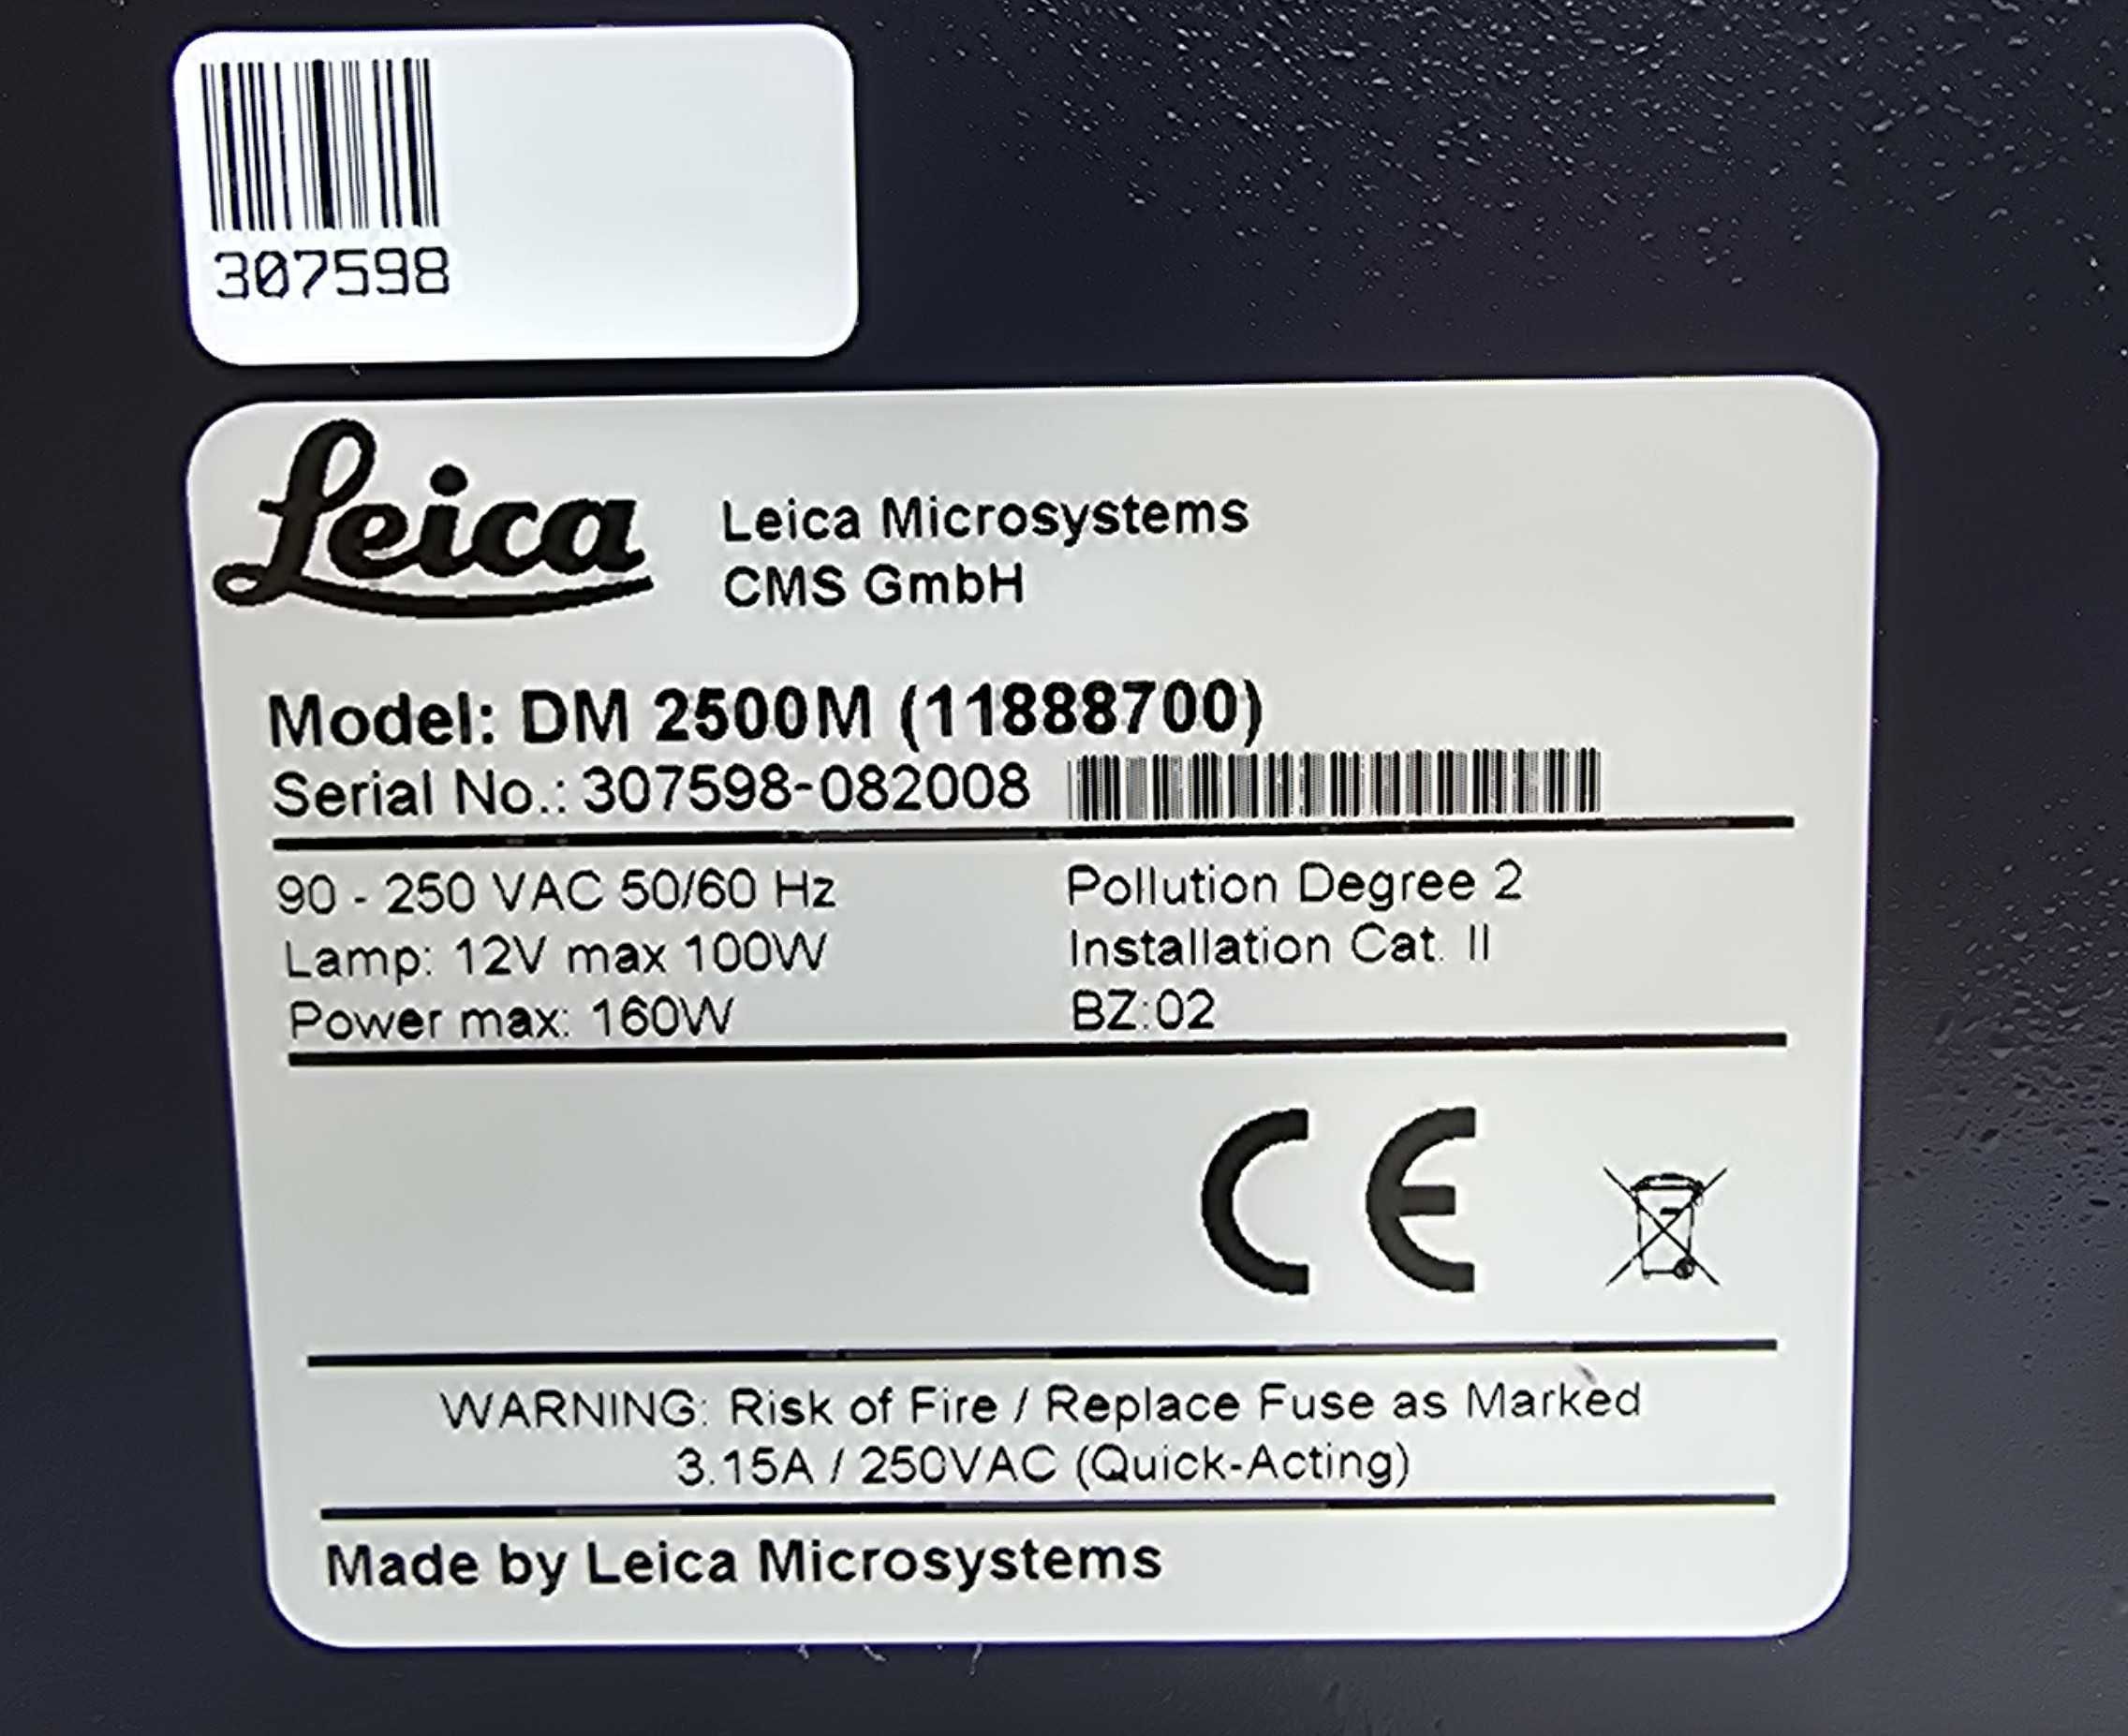 307598
Leica
Leica Microsystems
CMS GmbH
Model: DM 2500M (11888700)
Serial No.: 307598-082008
90 - 250 VAC 50/60 Hz
Lamp: 12V max 100W
Power max: 160W
Pollution Degree 2
Installation Cat. II
BZ:02
CE
WARNING: Risk of Fire / Replace Fuse as Marked
3.15A / 250VAC (Quick-Acting)
Made by Leica Microsystems